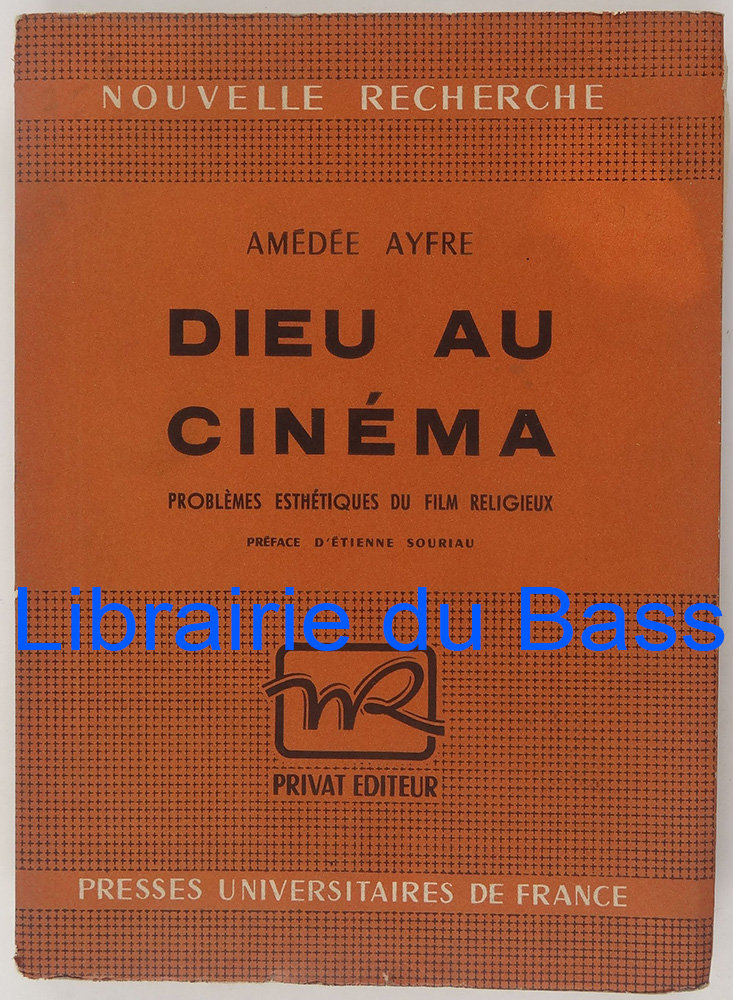 NOUVELLE RECHERCHE
AMÉDÉE AYFRE
DIEU AU
CINÉMA
PROBLÈMES ESTHÉTIQUES DU FILM RELIGIEUX
PRÉFACE D'ÉTIENNE SOURIAU
Librairie du Bass
NR
PRIVAT EDITEUR
PRESSES UNIVERSITAIRES DE FRANCE